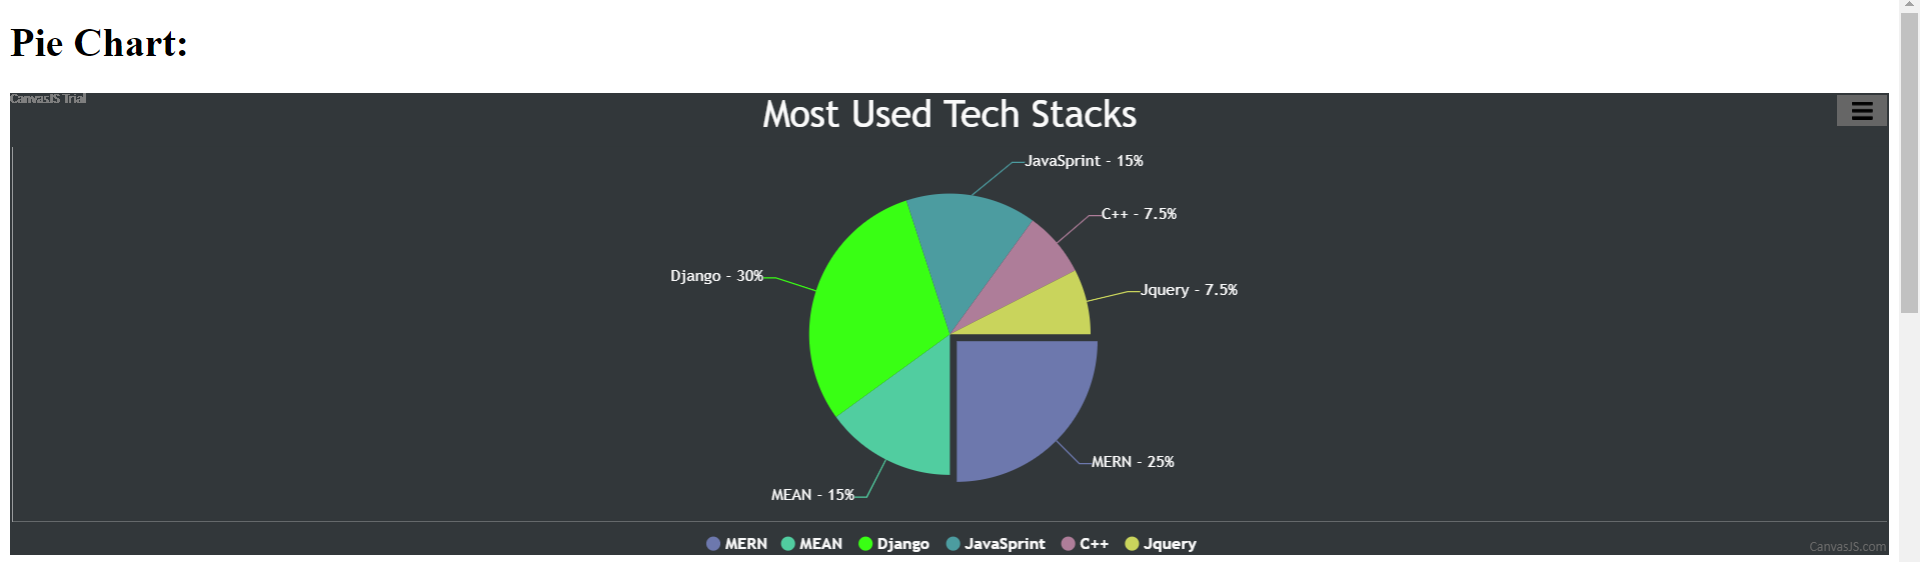 Pie Chart:
CanvasJS Trial
Most Used Tech Stacks
JavaSprint - 15%
C++ - 7.5%
Django - 30%
Jquery - 7.5%
MERN - 25%
MEAN - 15%
MERN MEAN Django JavaSprint C++ Jquery
CanvasJS.com